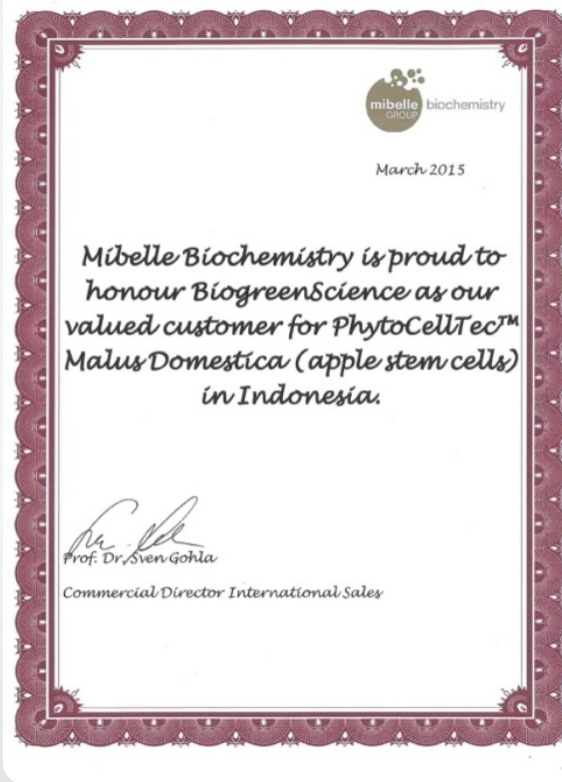 mibelle biochemistry
GROUP
March 2015
Mibelle Biochemistry is proud to
honour BiogreenScience as our
valued customer for PhytoCellTec™
Malus Domestica (apple stem cells)
in Indonesia.
Prof. Dr. Sven Gohla
Commercial Director International Sales